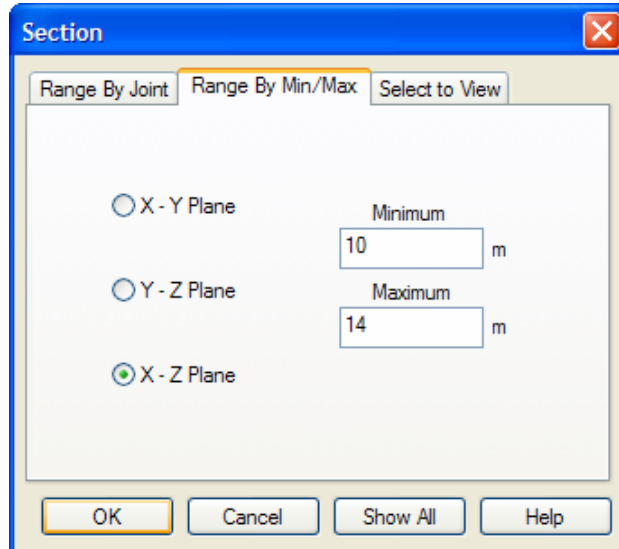 Section
Range By Joint Range By Min/Max Select to View
X - Y Plane
Minimum
10 m
Y - Z Plane
Maximum
14 m
X - Z Plane
OK Cancel Show All Help